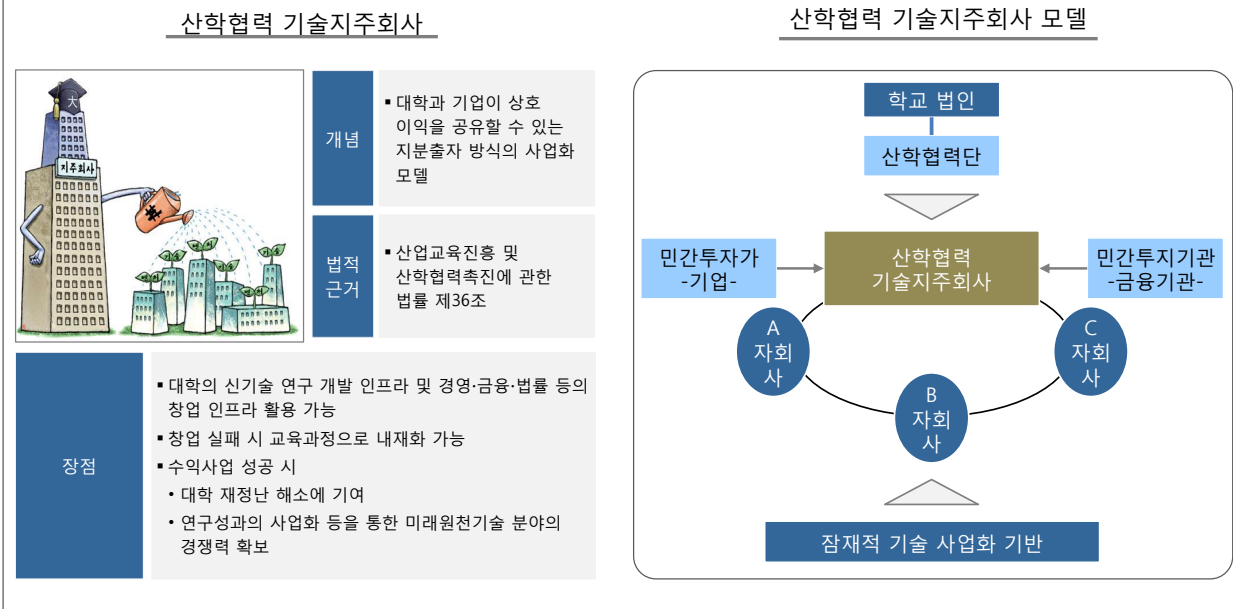 산학협력 기술지주회사
大
지주회사
개념
▪ 대학과 기업이 상호
이익을 공유할 수 있는
지분출자 방식의 사업화
모델
법적
근거
▪ 산업교육진흥 및
산학협력촉진에 관한
법률 제36조
장점
▪ 대학의 신기술 연구 개발 인프라 및 경영·금융·법률 등의
창업 인프라 활용 가능
▪ 창업 실패 시 교육과정으로 내재화 가능
▪ 수익사업 성공 시
• 대학 재정난 해소에 기여
• 연구성과의 사업화 등을 통한 미래원천기술 분야의
경쟁력 확보
산학협력 기술지주회사 모델
학교 법인
산학협력단
민간투자가
-기업-
산학협력
기술지주회사
민간투지기관
-금융기관-
A
자회
사
B
자회
사
C
자회
사
잠재적 기술 사업화 기반